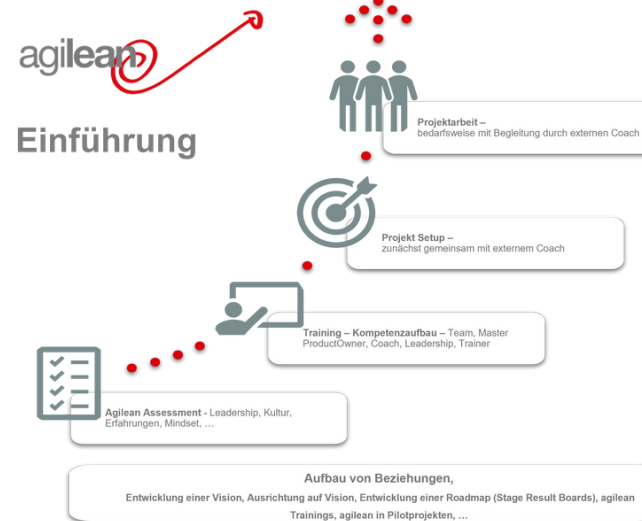 agilean
Einführung
Projektarbeit –
bedarfsweise mit Begleitung durch externen Coach
Projekt Setup –
zunächst gemeinsam mit externem Coach
Training – Kompetenzaufbau – Team, Master
ProductOwner, Coach, Leadership, Trainer
Agilean Assessment - Leadership, Kultur,
Erfahrungen, Mindset, …
Aufbau von Beziehungen,
Entwicklung einer Vision, Ausrichtung auf Vision, Entwicklung einer Roadmap (Stage Result Boards), agilean
Trainings, agilean in Pilotprojekten, …